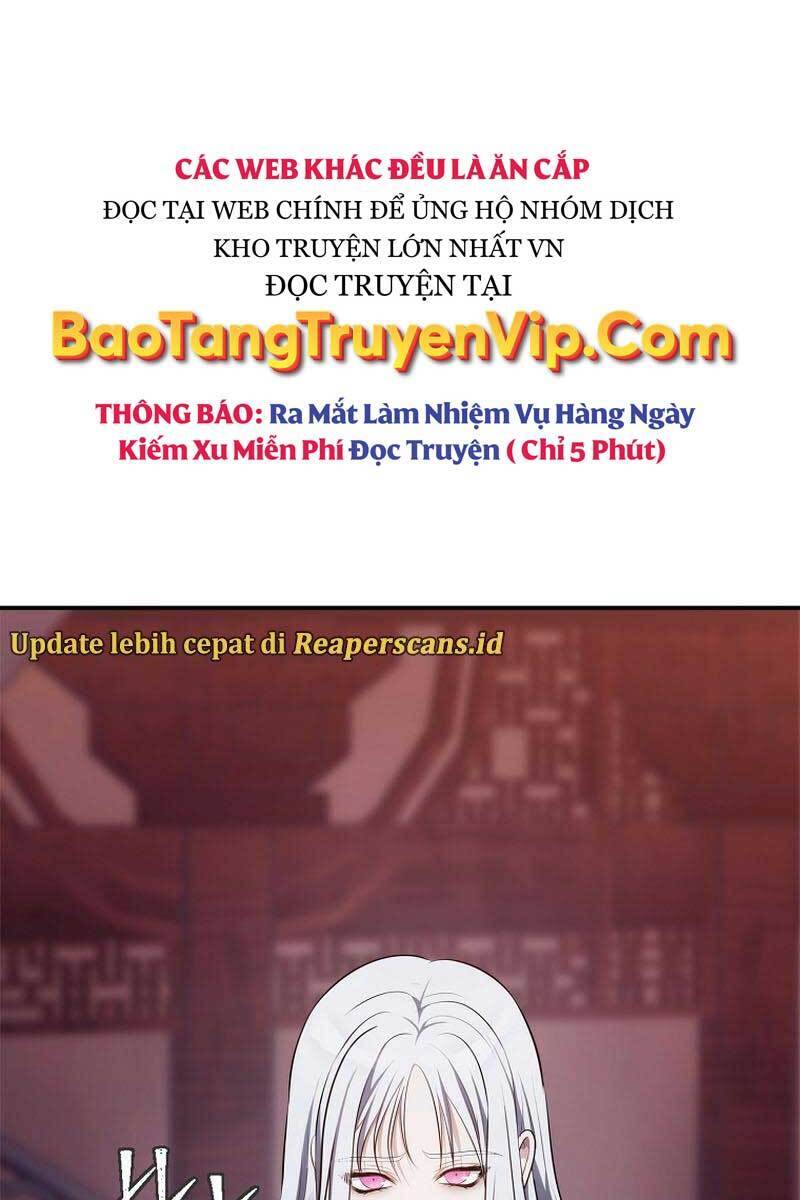 CÁC WEB KHÁC ĐỀU LÀ ĂN CẮP
ĐỌC TẠI WEB CHÍNH ĐỂ ỦNG HỘ NHÓM DỊCH
KHO TRUYỆN LỚN NHẤT VN
ĐỌC TRUYỆN TẠI
BaoTangTruyenVip.Com
THÔNG BÁO: Ra Mắt Làm Nhiệm Vụ Hàng Ngày
Kiếm Xu Miễn Phí Đọc Truyện ( Chỉ 5 Phút)
Update lebih cepat di Reaperscans.id